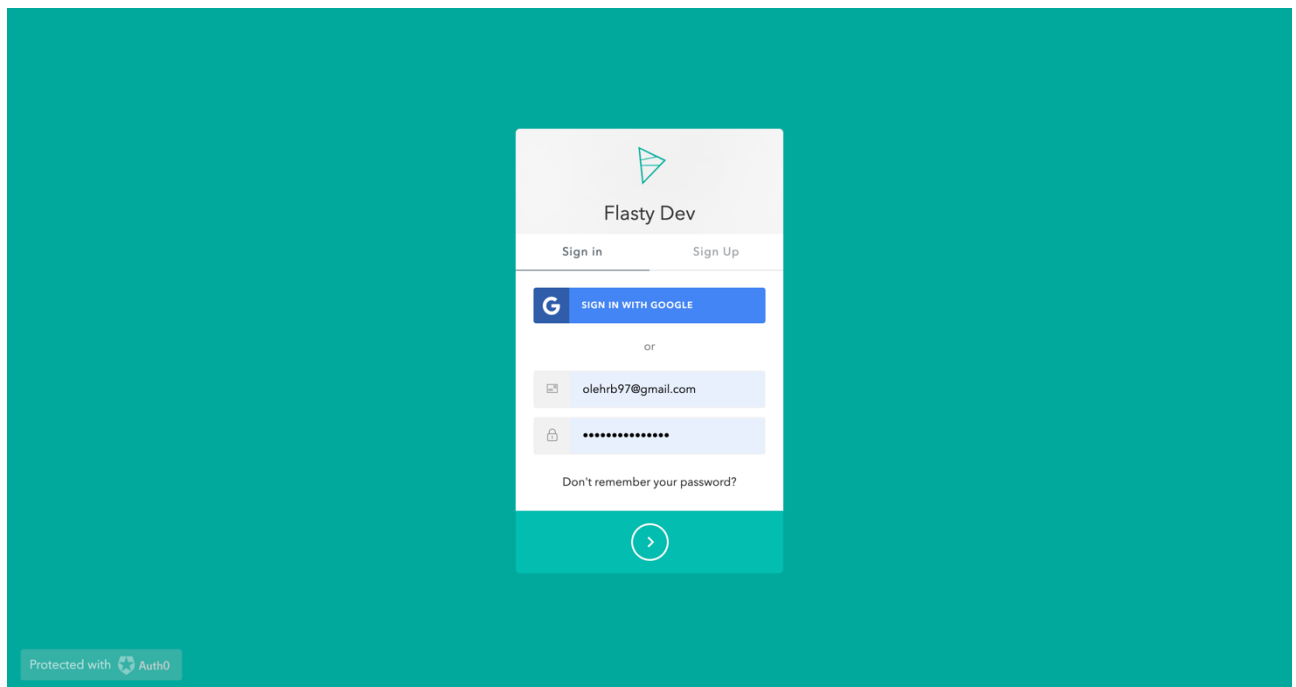 Flasty Dev
Sign in Sign Up
G SIGN IN WITH GOOGLE
or
olehrb97@gmail.com
•••••••••••••••
Don't remember your password?
Protected with Auth0